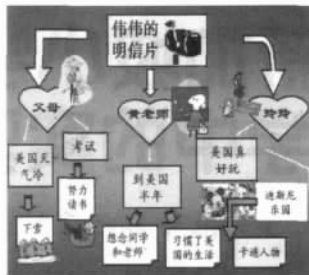 伟伟的
明信片
父母
黄老师
玲玲
美国天
气冷
考试
到美国
半年
美国真
好玩
下雪
努力
读书
想念同学
和老师
习惯了美
国的生活
迪斯尼
乐园
卡通人物